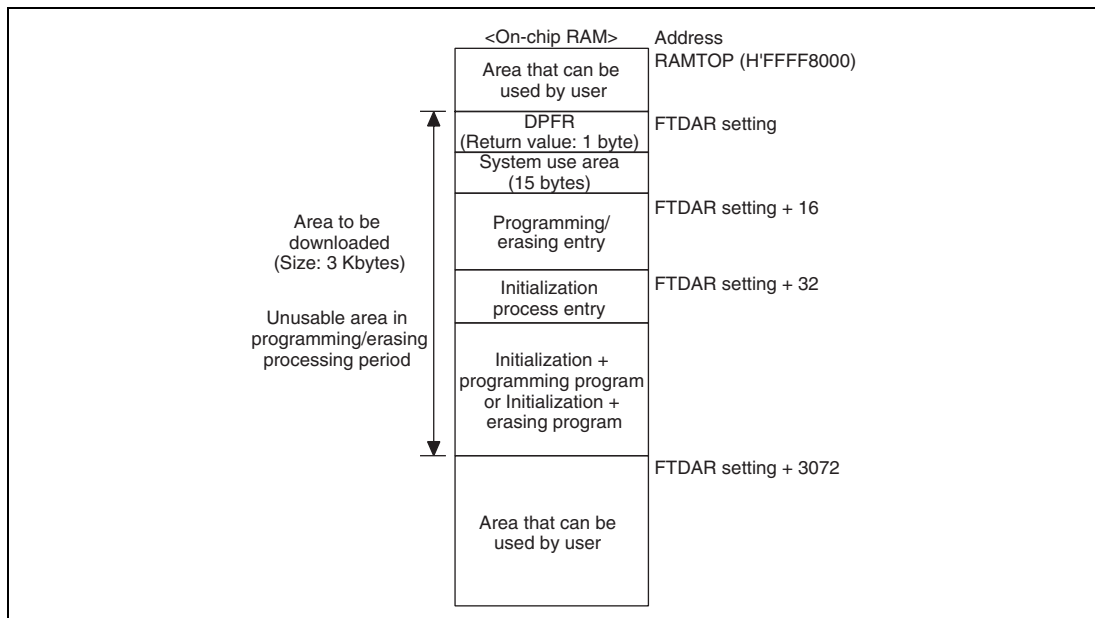 <On-chip RAM>
Address
RAMTOP (H'FFFF8000)
Area that can be
used by user
DPFR
(Return value: 1 byte)
FTDAR setting
System use area
(15 bytes)
FTDAR setting + 16
Programming/
erasing entry
Area to be
downloaded
(Size: 3 Kbytes)
FTDAR setting + 32
Initialization
process entry
Unusable area in
programming/erasing
processing period
Initialization +
programming program
or Initialization +
erasing program
FTDAR setting + 3072
Area that can be
used by user